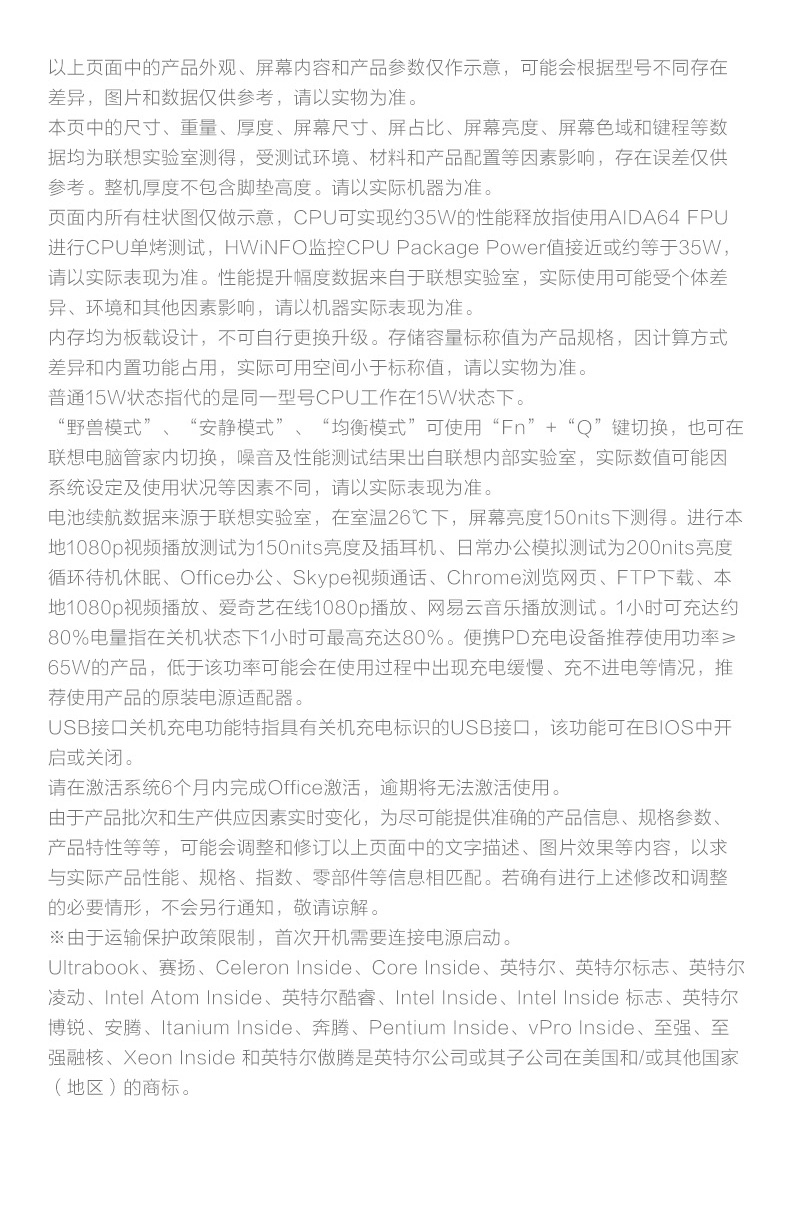 以上页面中的产品外观、屏幕内容和产品参数仅作示意，可能会根据型号不同存在
差异，图片和数据仅供参考，请以实物为准。
本页中的尺寸、重量、厚度、屏幕尺寸、屏占比、屏幕亮度、屏幕色域和键程等数
据均为联想实验室测得，受测试环境、材料和产品配置等因素影响，存在误差仅供
参考。整机厚度不包含脚垫高度。请以实际机器为准。
页面内所有柱状图仅做示意，CPU可实现约35W的性能释放指使用AIDA64 FPU
进行CPU单烤测试，HWiNFO监控CPU Package Power值接近或约等于35W，
请以实际表现为准。性能提升幅度数据来自于联想实验室，实际使用可能受个体差
异、环境和其他因素影响，请以机器实际表现为准。
内存均为板载设计，不可自行更换升级。存储容量标称值为产品规格，因计算方式
差异和内置功能占用，实际可用空间小于标称值，请以实物为准。
普通15W状态指代的是同一型号CPU工作在15W状态下。
“野兽模式”、“安静模式”、“均衡模式”可使用“Fn”+“Q”键切换，也可在
联想电脑管家内切换，噪音及性能测试结果出自联想内部实验室，实际数值可能因
系统设定及使用状况等因素不同，请以实际表现为准。
电池续航数据来源于联想实验室，在室温26℃下，屏幕亮度150nits下测得。进行本
地1080p视频播放测试为150nits亮度及插耳机、日常办公模拟测试为200nits亮度
循环待机休眠、Office办公、Skype视频通话、Chrome浏览网页、FTP下载、本
地1080p视频播放、爱奇艺在线1080p播放、网易云音乐播放测试。1小时可充达约
80%电量指在关机状态下1小时可最高充达80%。便携PD充电设备推荐使用功率≥
65W的产品，低于该功率可能会在使用过程中出现充电缓慢、充不进电等情况，推
荐使用产品的原装电源适配器。
USB接口关机充电功能特指具有关机充电标识的USB接口，该功能可在BIOS中开
启或关闭。
请在激活系统6个月内完成Office激活，逾期将无法激活使用。
由于产品批次和生产供应因素实时变化，为尽可能提供准确的产品信息、规格参数、
产品特性等等，可能会调整和修订以上页面中的文字描述、图片效果等内容，以求
与实际产品性能、规格、指数、零部件等信息相匹配。若确有进行上述修改和调整
的必要情形，不会另行通知，敬请谅解。
※由于运输保护政策限制，首次开机需要连接电源启动。
Ultrabook、赛扬、Celeron Inside、Core Inside、英特尔、英特尔标志、英特尔
凌动、Intel Atom Inside、英特尔酷睿、Intel Inside、Intel Inside 标志、英特尔
博锐、安腾、Itanium Inside、奔腾、Pentium Inside、vPro Inside、至强、至
强融核、Xeon Inside 和英特尔傲腾是英特尔公司或其子公司在美国和/或其他国家
（地区）的商标。